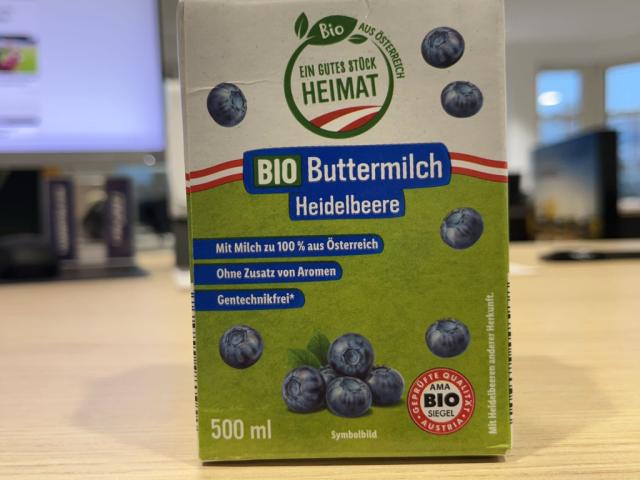 Bio
AUS ÖSTERREICH
EIN GUTES STÜCK
HEIMAT
BIO Buttermilch
Heidelbeere
Mit Milch zu 100 % aus Österreich
Ohne Zusatz von Aromen
Gentechnikfrei*
Mit Heidelbeeren anderer Herkunft.
GEPRÜFTE QUALITÄT
AMA
BIO
SIEGEL
AUSTRIA
500 ml
Symbolbild